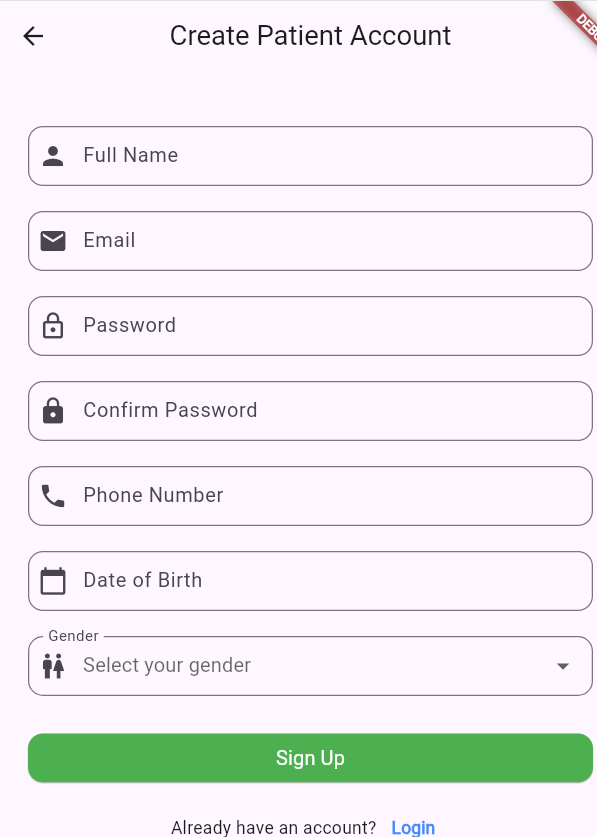 Create Patient Account
Full Name
Email
Password
Confirm Password
Phone Number
Date of Birth
Gender
Select your gender
Sign Up
Already have an account? Login